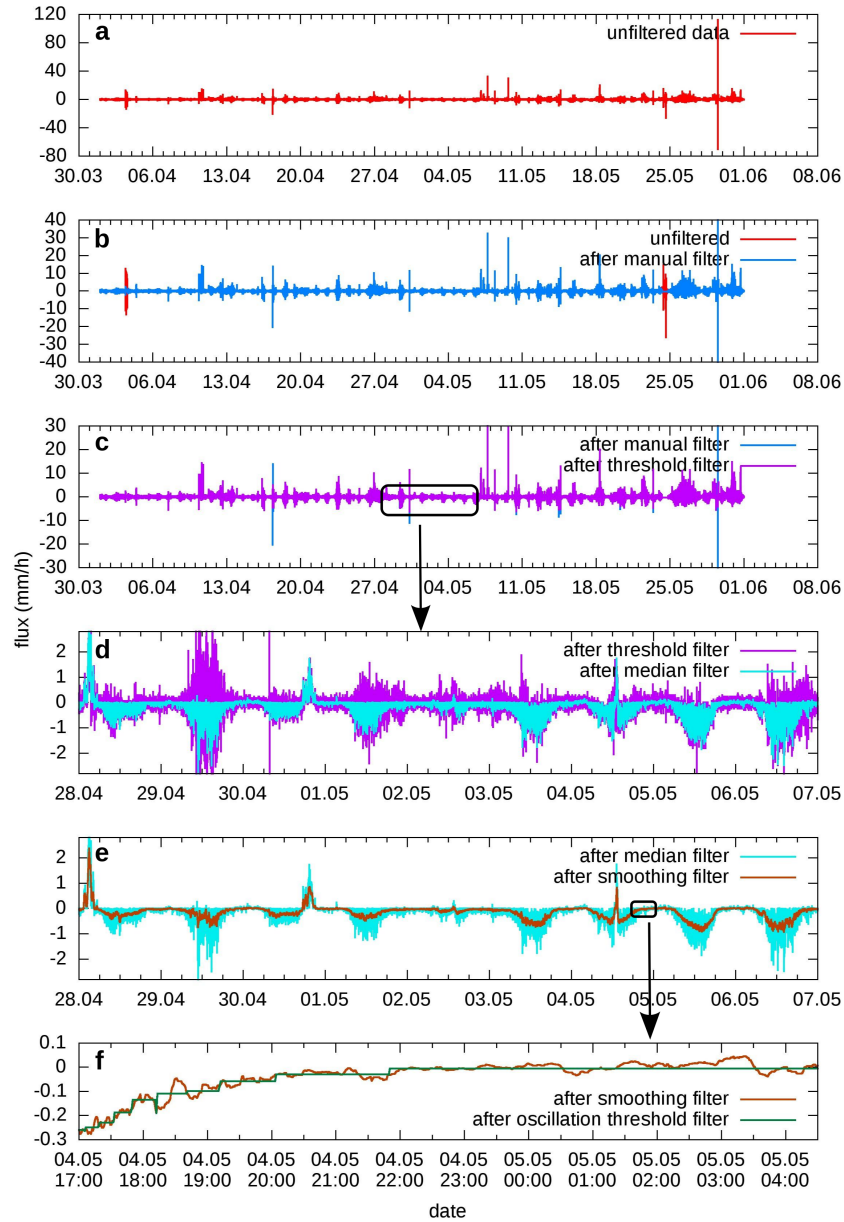 120
a
unfiltered data
80
40
0
-40
-80
30.03 06.04 13.04 20.04 27.04 04.05 11.05 18.05 25.05 01.06 08.06
40
b
unfiltered
30
after manual filter
20
10
0
-10
-20
-30
-40
30.03 06.04 13.04 20.04 27.04 04.05 11.05 18.05 25.05 01.06 08.06
30
c
after manual filter
20
after threshold filter
10
0
-10
-20
-30
30.03 06.04 13.04 20.04 27.04 04.05 11.05 18.05 25.05 01.06 08.06
flux (mm/h)
d
after threshold filter
2
after median filter
1
0
-1
2
28.04 29.04 30.04 01.05 02.05 03.05 04.05 05.05 06.05 07.05
e
after median filter
2
after smoothing filter
1
0
-1
-2
28.04 29.04 30.04 01.05 02.05 03.05 04.05 05.05 06.05 07.05
0.1
f
0
-0.1
after smoothing filter
-0.2
after oscillation threshold filter
-0.3
04.05 04.05 04.05 04.05 04.05 04.05 04.05 05.05 05.05 05.05 05.05 05.05
17:00 18:00 19:00 20:00 21:00 22:00 23:00 00:00 01:00 02:00 03:00 04:00
date